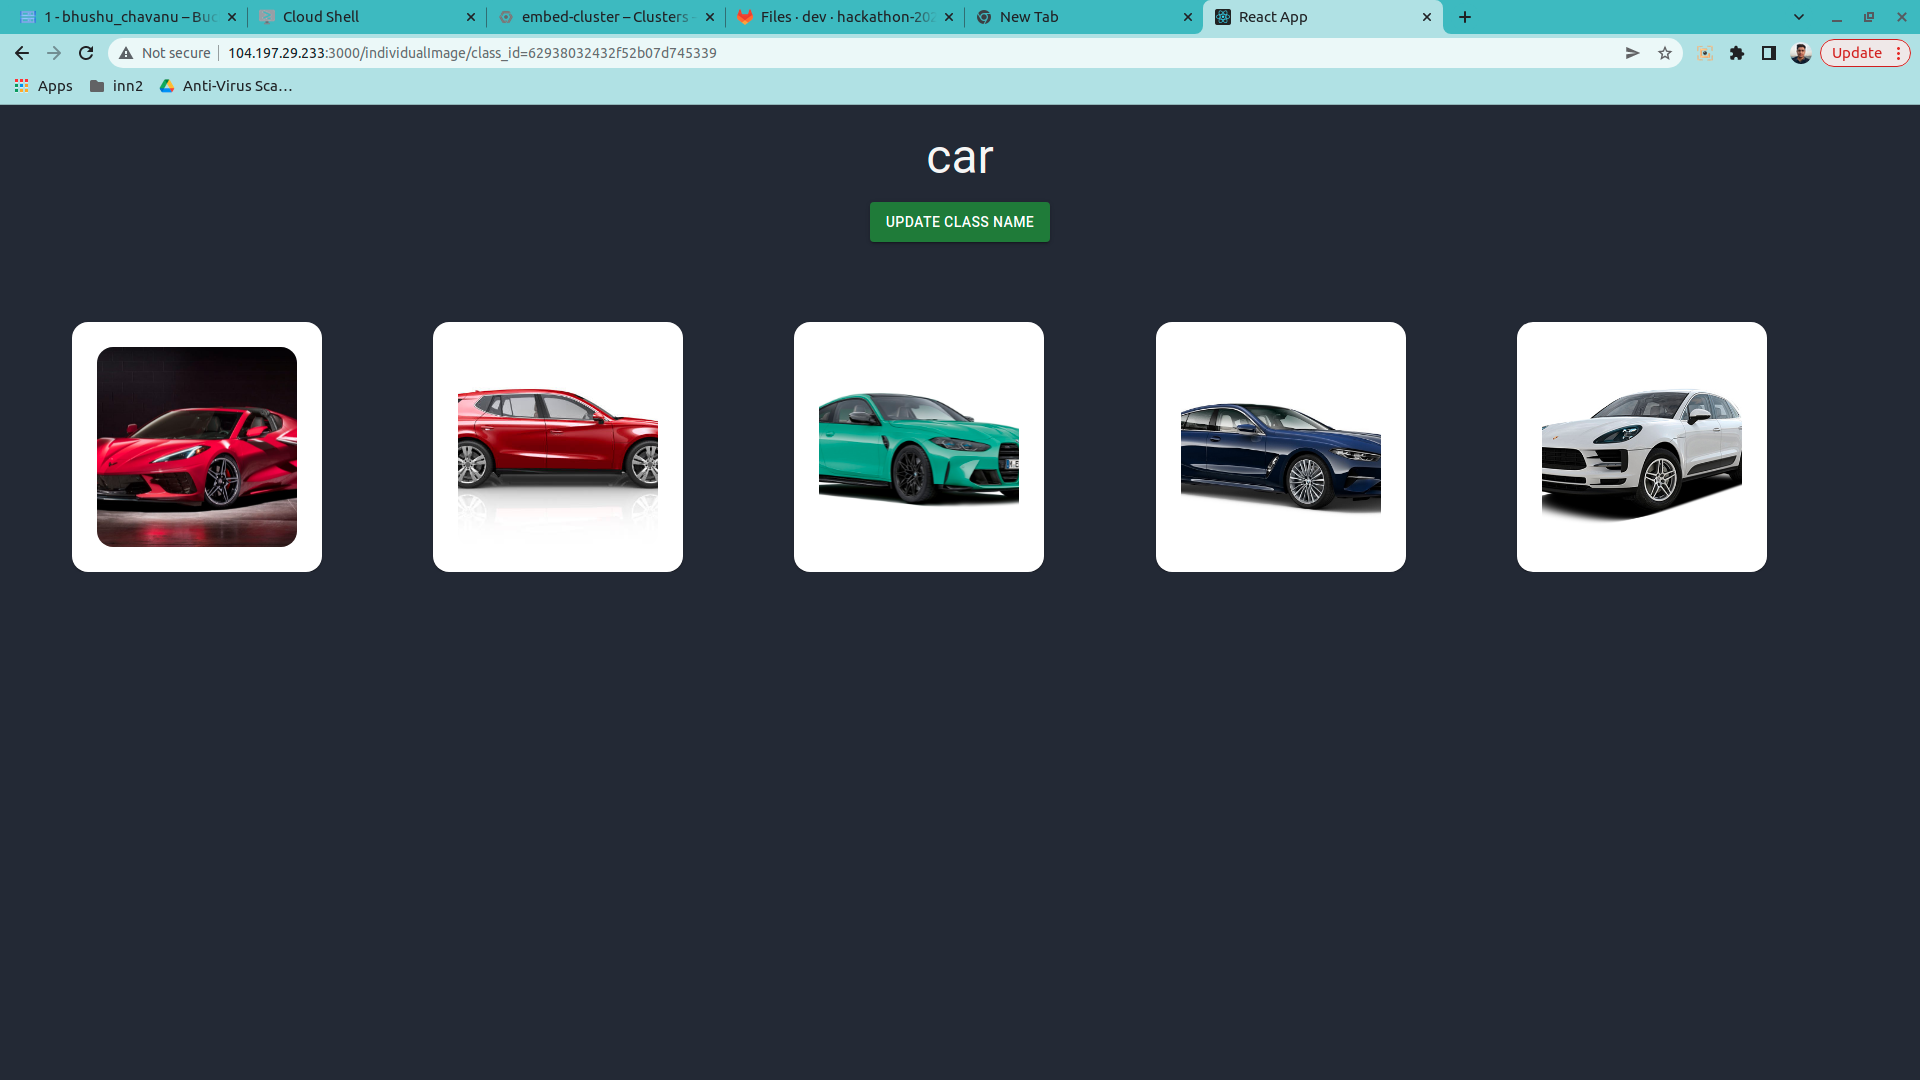 1 - bhushu_chavanu – Buc
Cloud Shell
embed-cluster – Clusters -
Files · dev · hackathon-202
New Tab
React App
Not secure
104.197.29.233:3000/individualImage/class_id=62938032432f52b07d745339
Update
Apps
inn2
Anti-Virus Sca...
car
UPDATE CLASS NAME